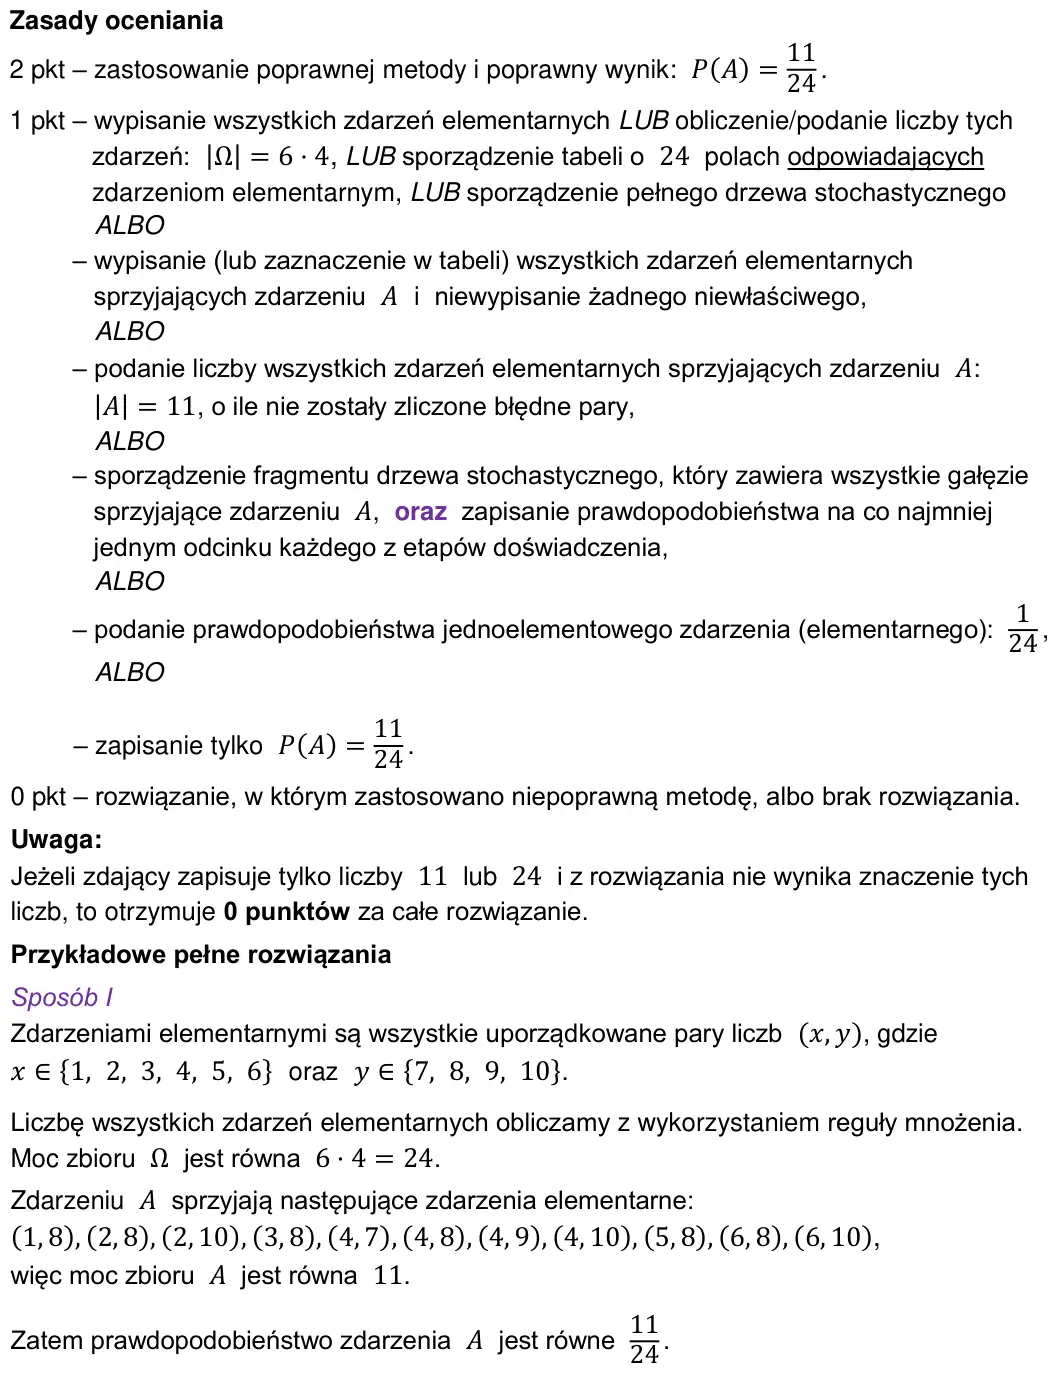 Zasady oceniania
2 pkt – zastosowanie poprawnej metody i poprawny wynik: P(A) = 11/24.
1 pkt – wypisanie wszystkich zdarzeń elementarnych LUB obliczenie/podanie liczby tych
zdarzeń: |Ω| = 6 · 4, LUB sporządzenie tabeli o 24 polach odpowiadających
zdarzeniom elementarnym, LUB sporządzenie pełnego drzewa stochastycznego
ALBO
– wypisanie (lub zaznaczenie w tabeli) wszystkich zdarzeń elementarnych
sprzyjających zdarzeniu A i niewypisanie żadnego niewłaściwego,
ALBO
– podanie liczby wszystkich zdarzeń elementarnych sprzyjających zdarzeniu A:
|A| = 11, o ile nie zostały zliczone błędne pary,
ALBO
– sporządzenie fragmentu drzewa stochastycznego, który zawiera wszystkie gałęzie
sprzyjające zdarzeniu A, oraz zapisanie prawdopodobieństwa na co najmniej
jednym odcinku każdego z etapów doświadczenia,
ALBO
– podanie prawdopodobieństwa jednoelementowego zdarzenia (elementarnego): 1/24,
ALBO
– zapisanie tylko P(A) = 11/24.
0 pkt – rozwiązanie, w którym zastosowano niepoprawną metodę, albo brak rozwiązania.
Uwaga:
Jeżeli zdający zapisuje tylko liczby 11 lub 24 i z rozwiązania nie wynika znaczenie tych
liczb, to otrzymuje 0 punktów za całe rozwiązanie.
Przykładowe pełne rozwiązania
Sposób I
Zdarzeniami elementarnymi są wszystkie uporządkowane pary liczb (x, y), gdzie
x ∈ {1, 2, 3, 4, 5, 6} oraz y ∈ {7, 8, 9, 10}.
Liczbę wszystkich zdarzeń elementarnych obliczamy z wykorzystaniem reguły mnożenia.
Moc zbioru Ω jest równa 6 · 4 = 24.
Zdarzeniu A sprzyjają następujące zdarzenia elementarne:
(1, 8), (2, 8), (2, 10), (3, 8), (4, 7), (4, 8), (4, 9), (4, 10), (5, 8), (6, 8), (6, 10),
więc moc zbioru A jest równa 11.
Zatem prawdopodobieństwo zdarzenia A jest równe 11/24.